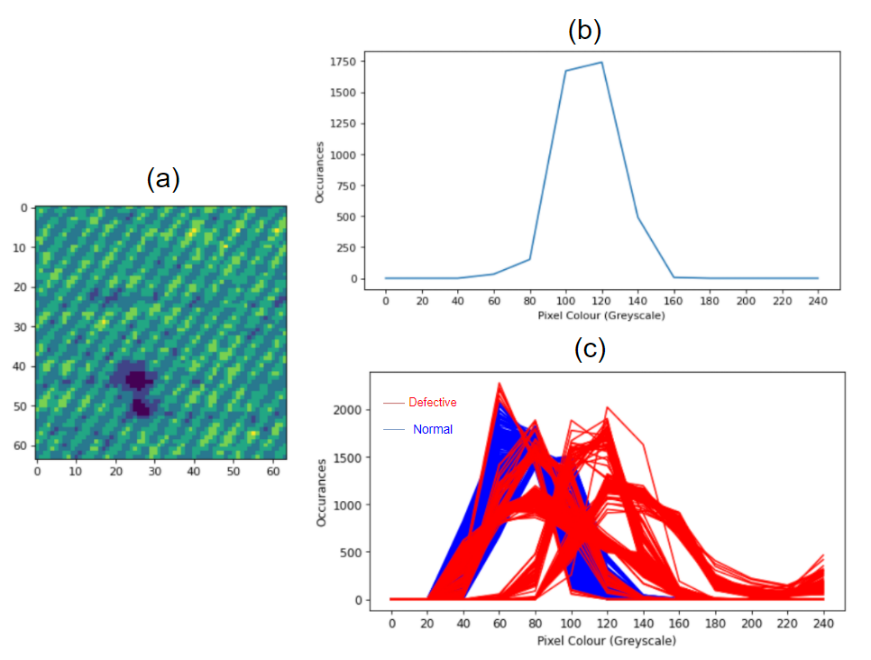 (a)
0
10
20
30
40
50
60
0 10 20 30 40 50 60
(b)
1750
1500
1250
1000
750
500
250
0
Occurances
0 20 40 60 80 100 120 140 160 180 200 220 240
Pixel Colour (Greyscale)
(c)
Defective
Normal
2000
1500
1000
500
0
Occurances
0 20 40 60 80 100 120 140 160 180 200 220 240
Pixel Colour (Greyscale)